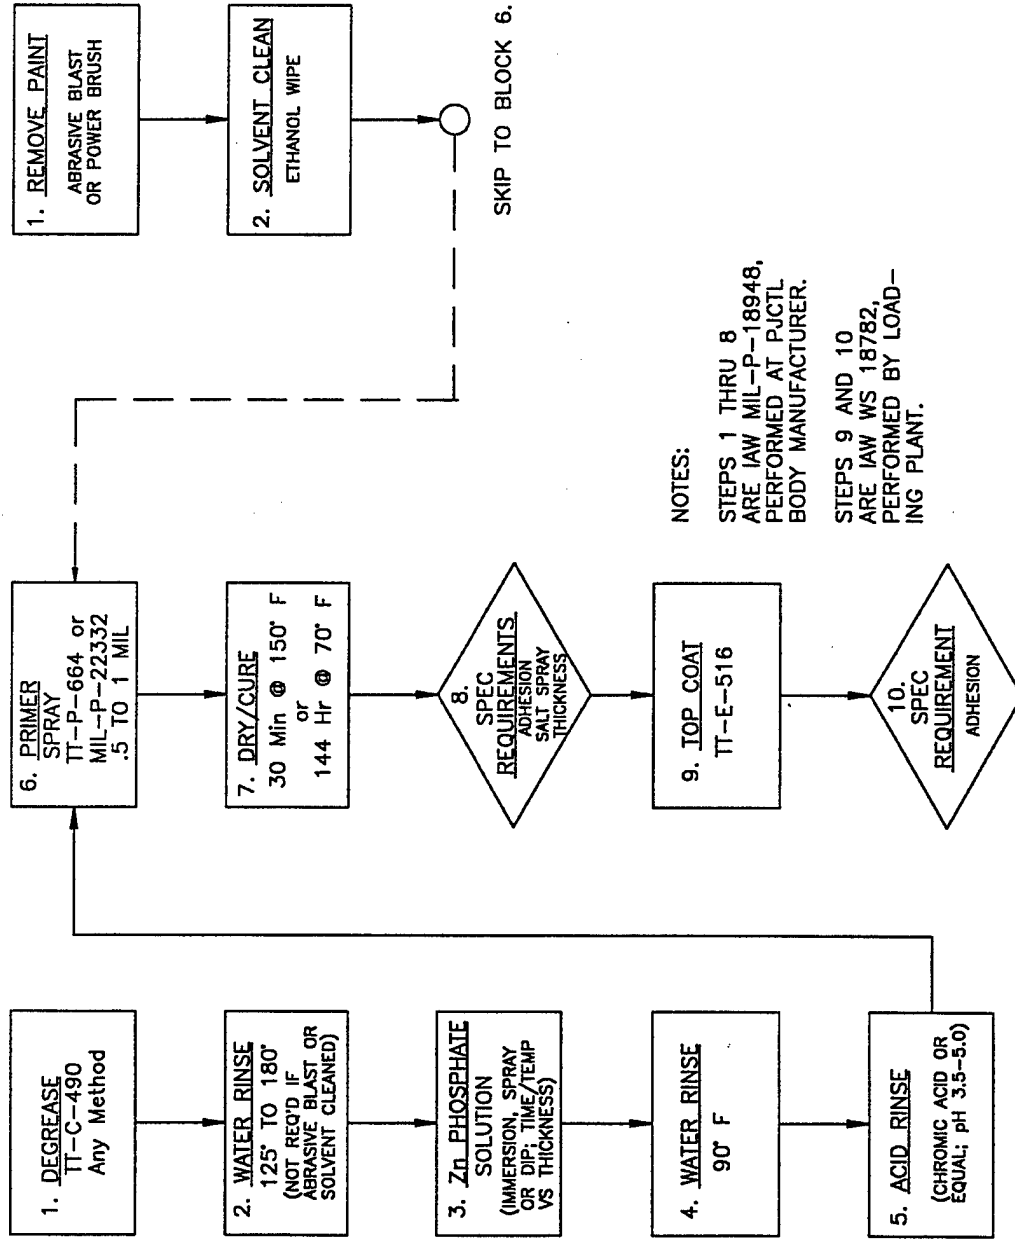 1. DEGREASE
TT-C-490
Any Method
2. WATER RINSE
125° TO 180°
(NOT REQ'D IF
ABRASIVE BLAST OR
SOLVENT CLEANED)
3. Zn PHOSPHATE
SOLUTION
(IMMERSION, SPRAY
OR DIP; TIME/TEMP
VS THICKNESS)
4. WATER RINSE
90° F
5. ACID RINSE
(CHROMIC ACID OR
EQUAL; pH 3.5-5.0)
6. PRIMER
SPRAY
TT-P-664 or
MIL-P-22332
.5 TO 1 MIL
7. DRY/CURE
30 Min @ 150° F
or
144 Hr @ 70° F
8.
SPEC
REQUIREMENTS
ADHESION
SALT SPRAY
THICKNESS
9. TOP COAT
TT-E-516
10.
SPEC
REQUIREMENT
ADHESION
1. REMOVE PAINT
ABRASIVE BLAST
OR POWER BRUSH
2. SOLVENT CLEAN
ETHANOL WIPE
SKIP TO BLOCK 6.
NOTES:
STEPS 1 THRU 8
ARE IAW MIL-P-18948,
PERFORMED AT PJCTL
BODY MANUFACTURER.
STEPS 9 AND 10
ARE IAW WS 18782,
PERFORMED BY LOAD-
ING PLANT.